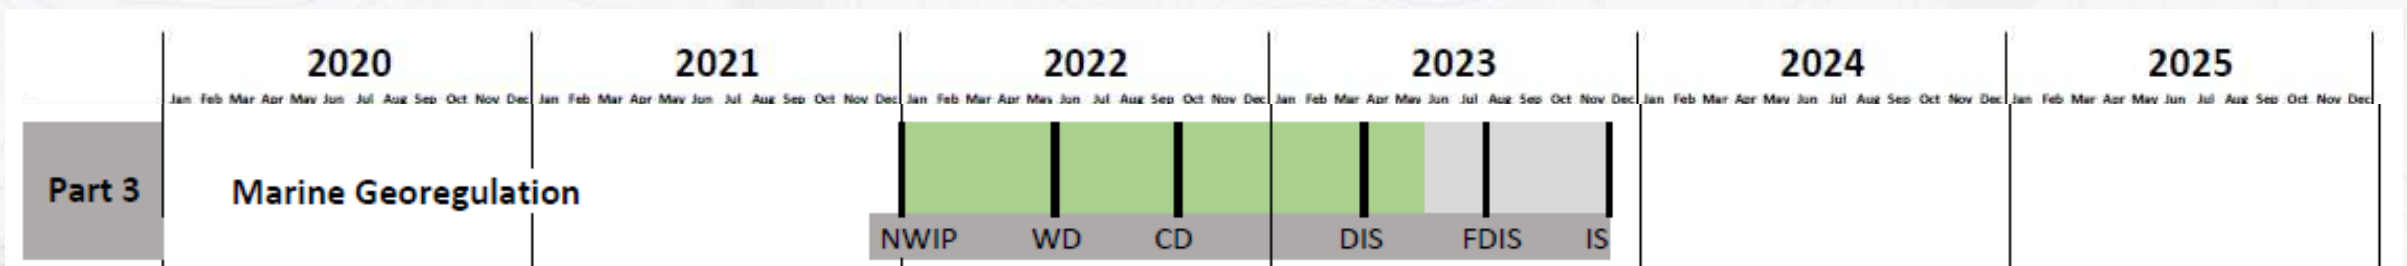 2020 2021 2022 2023 2024 2025
Jan Feb Mar Apr May Jun Jul Aug Sep Oct Nov Dec Jan Feb Mar Apr May Jun Jul Aug Sep Oct Nov Dec Jan Feb Mar Apr May Jun Jul Aug Sep Oct Nov Dec Jan Feb Mar Apr May Jun Jul Aug Sep Oct Nov Dec Jan Feb Mar Apr May Jun Jul Aug Sep Oct Nov Dec Jan Feb Mar Apr May Jun Jul Aug Sep Oct Nov Dec
Part 3 Marine Georegulation
NWIP WD CD DIS FDIS IS